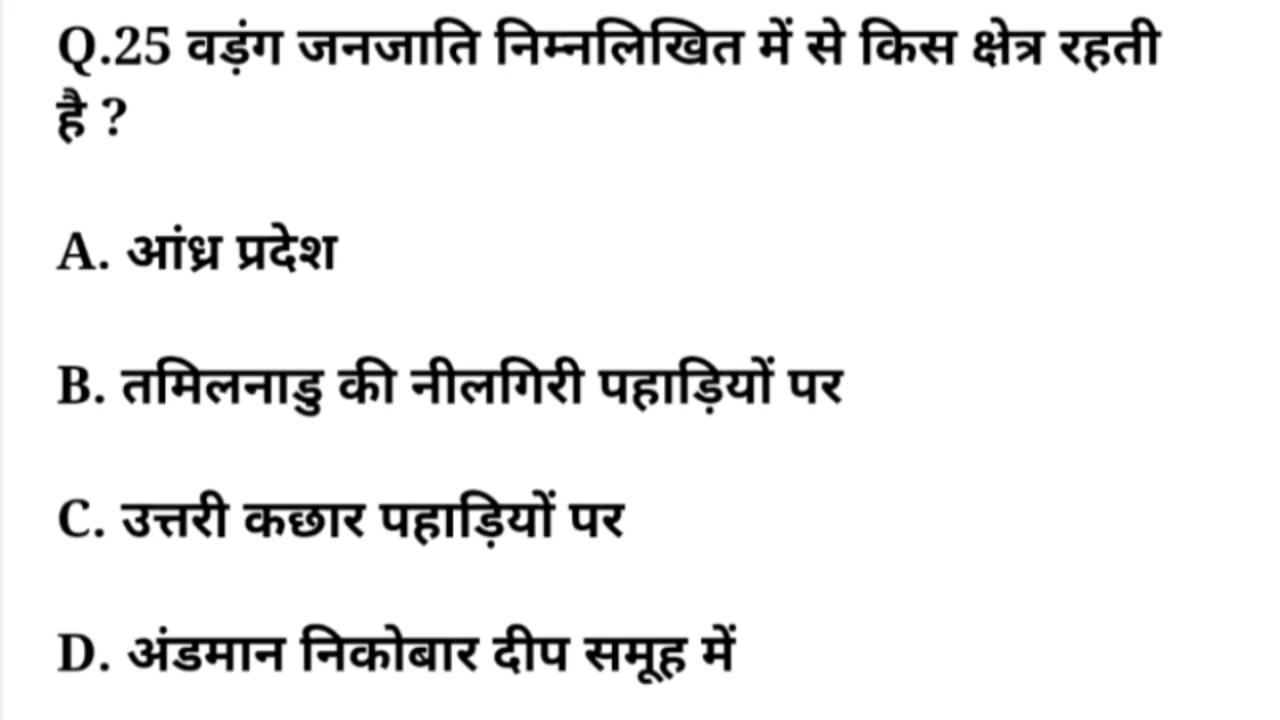 Q.25 वड़ंग जनजाति निम्नलिखित में से किस क्षेत्र रहती
है ?
A. आंध्र प्रदेश
B. तमिलनाडु की नीलगिरी पहाड़ियों पर
C. उत्तरी कछार पहाड़ियों पर
D. अंडमान निकोबार दीप समूह में